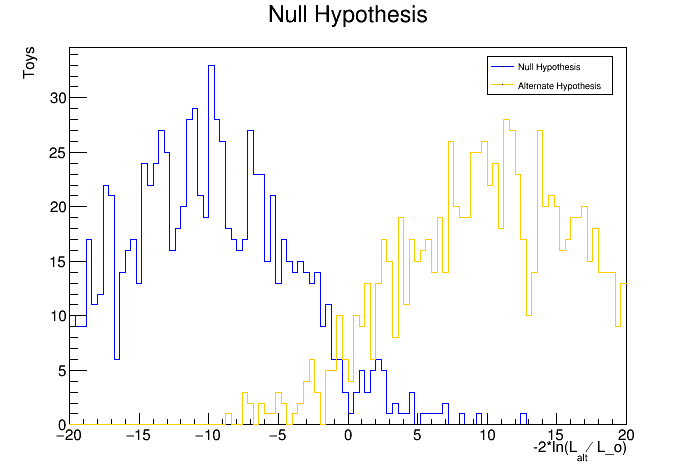 Null Hypothesis
Toys
Null Hypothesis
Alternate Hypothesis
30
25
20
15
10
5
0
−20 −15 −10 −5 0 5 10 15 20
-2*ln(L_alt / L_o)